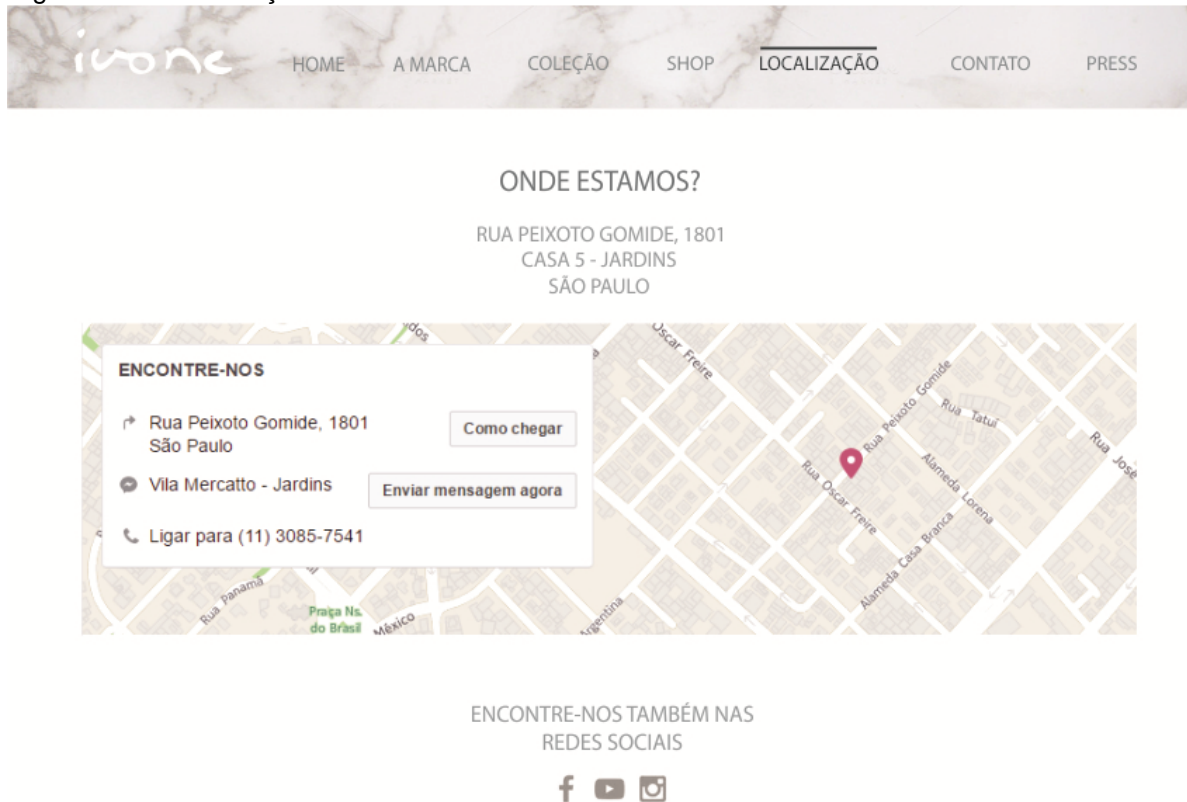 ivone
HOME A MARCA COLEÇÃO SHOP LOCALIZAÇÃO CONTATO PRESS
ONDE ESTAMOS?
RUA PEIXOTO GOMIDE, 1801
CASA 5 - JARDINS
SÃO PAULO
ENCONTRE-NOS
Rua Peixoto Gomide, 1801
São Paulo
Como chegar
Vila Mercatto - Jardins
Enviar mensagem agora
Ligar para (11) 3085-7541
dos
Oscar Freire
Rua Peixoto Gomide
Rua Tatuí
Rua José
Rua Oscar Freire
Alameda Lorena
Alameda Casa Branca
Rua Panamá
Praça Ns.
do Brasil
México
Argentina
ENCONTRE-NOS TAMBÉM NAS
REDES SOCIAIS